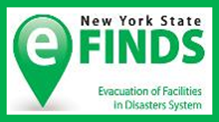 New York State
e FINDS
Evacuation of Facilities
In Disasters System